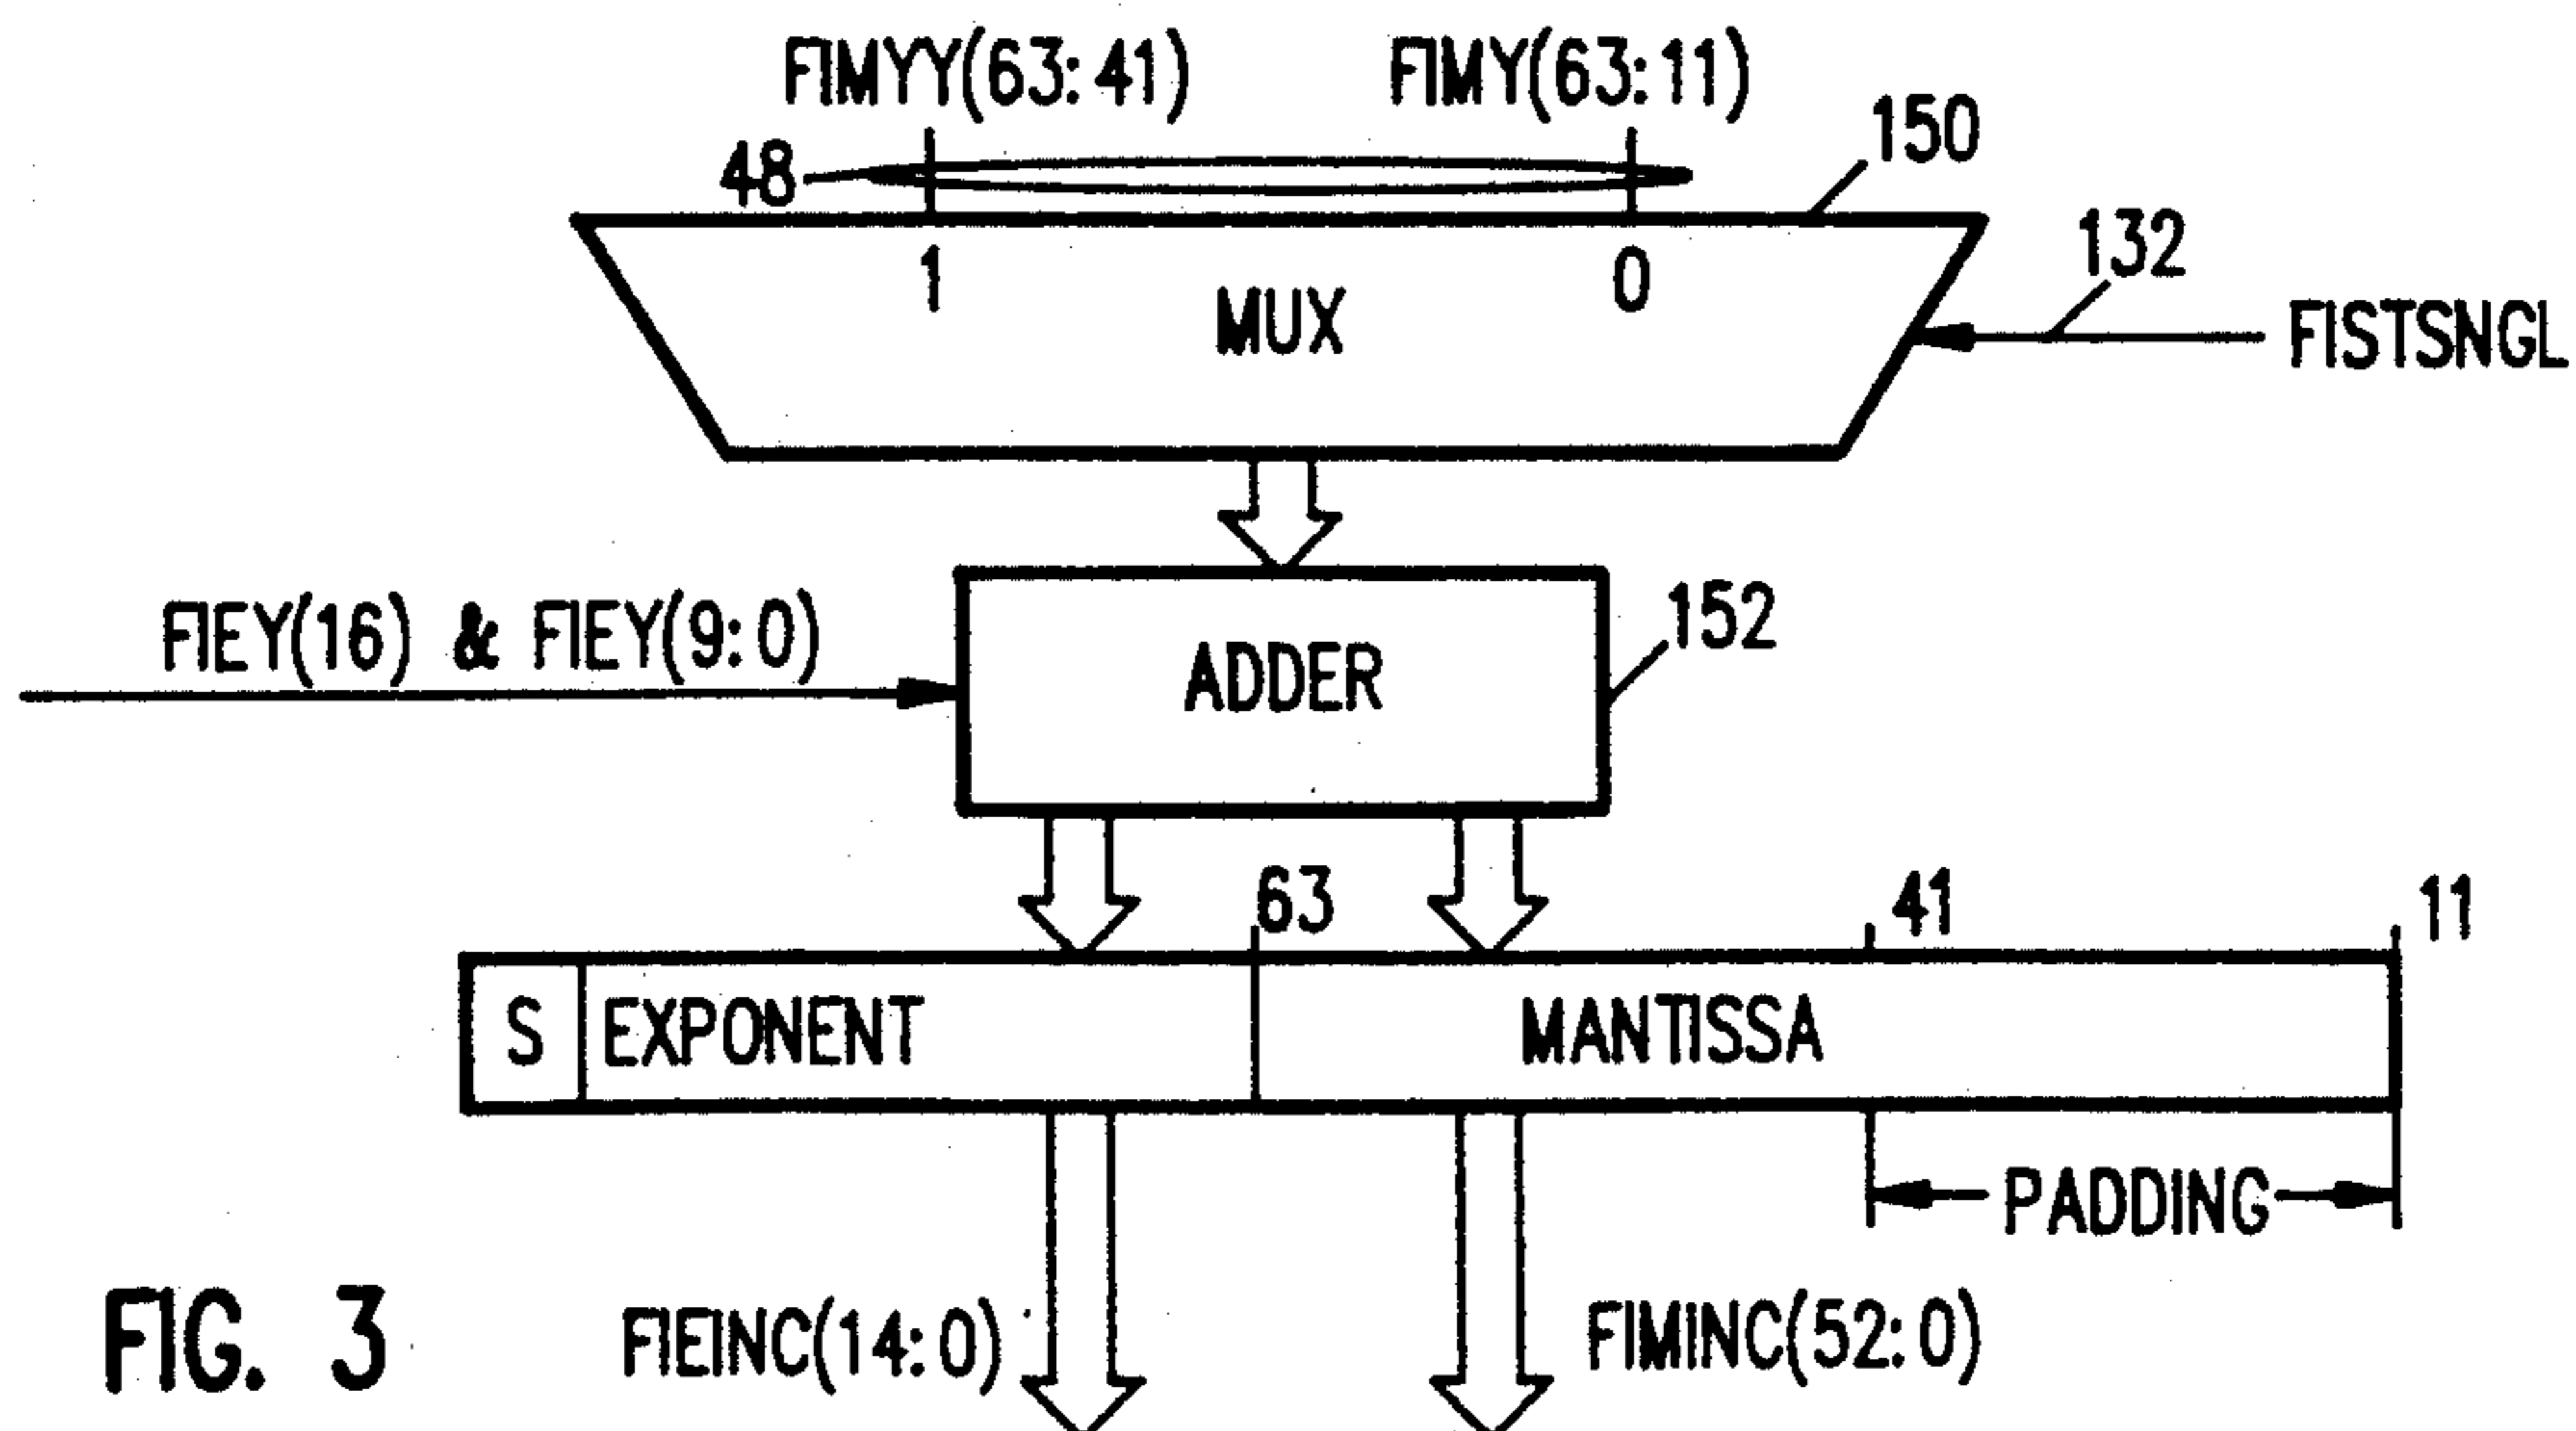 FIMYY(63:41) FIMY(63:11)
150
48
132
1 0
MUX
FISTSNGL
FIEY(16) & FIEY(9:0)
152
ADDER
63 41 11
S EXPONENT MANTISSA
PADDING
FIEINC(14:0) FIMINC(52:0)
FIG. 3